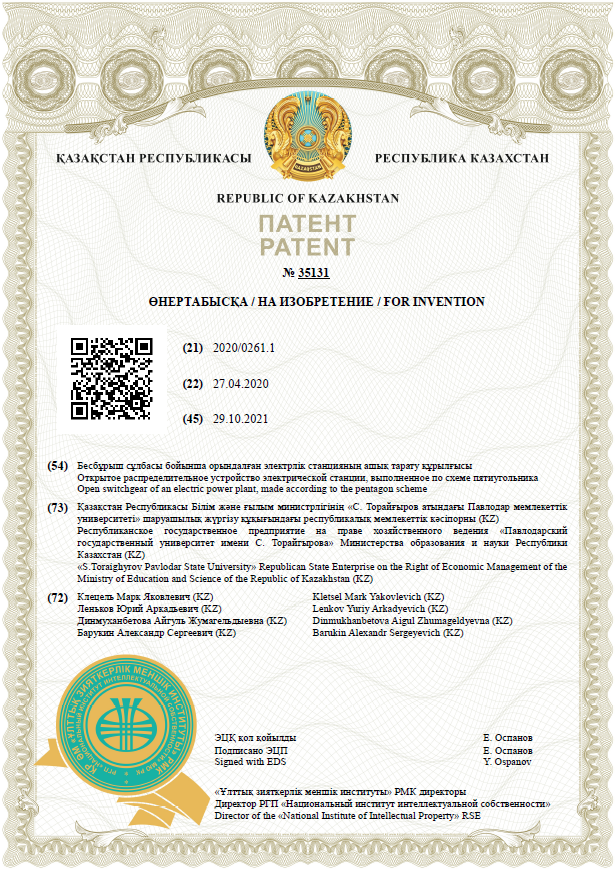 ҚАЗАҚСТАН РЕСПУБЛИКАСЫ
РЕСПУБЛИКА КАЗАХСТАН
REPUBLIC OF KAZAKHSTAN
ПАТЕНТ
PATENT
№ 35131
ӨНЕРТАБЫСҚА / НА ИЗОБРЕТЕНИЕ / FOR INVENTION
(21) 2020/0261.1
(22) 27.04.2020
(45) 29.10.2021
(54) Бесбұрыш сұлбасы бойынша орындалған электрлік станцияның ашық тарату құрылғысы
Открытое распределительное устройство электрической станции, выполненное по схеме пятиугольника
Open switchgear of an electric power plant, made according to the pentagon scheme
(73) Қазақстан Республикасы Білім және ғылым министрлігінің «С. Торайғыров атындағы Павлодар мемлекеттік
университеті» шаруашылық жүргізу құқығындағы республикалық мемлекеттік кәсіпорны (KZ)
Республиканское государственное предприятие на праве хозяйственного ведения «Павлодарский
государственный университет имени С. Торайгырова» Министерства образования и науки Республики
Казахстан (KZ)
«S.Toraighyrov Pavlodar State University» Republican State Enterprise on the Right of Economic Management of the
Ministry of Education and Science of the Republic of Kazakhstan (KZ)
(72) Клецель Марк Яковлевич (KZ) Kletsel Mark Yakovlevich (KZ)
Леньков Юрий Аркадьевич (KZ) Lenkov Yuriy Arkadyevich (KZ)
Динмуханбетова Айгуль Жумагельдыевна (KZ) Dinmukhanbetova Aigul Zhumageldyevna (KZ)
Барукин Александр Сергеевич (KZ) Barukin Alexandr Sergeyevich (KZ)
ЭЦҚ қол қойылды Е. Оспанов
Подписано ЭЦП Е. Оспанов
Signed with EDS Y. Ospanov
«Ұлттық зияткерлік меншік институты» РМК директоры
Директор РГП «Национальный институт интеллектуальной собственности»
Director of the «National Institute of Intellectual Property» RSE